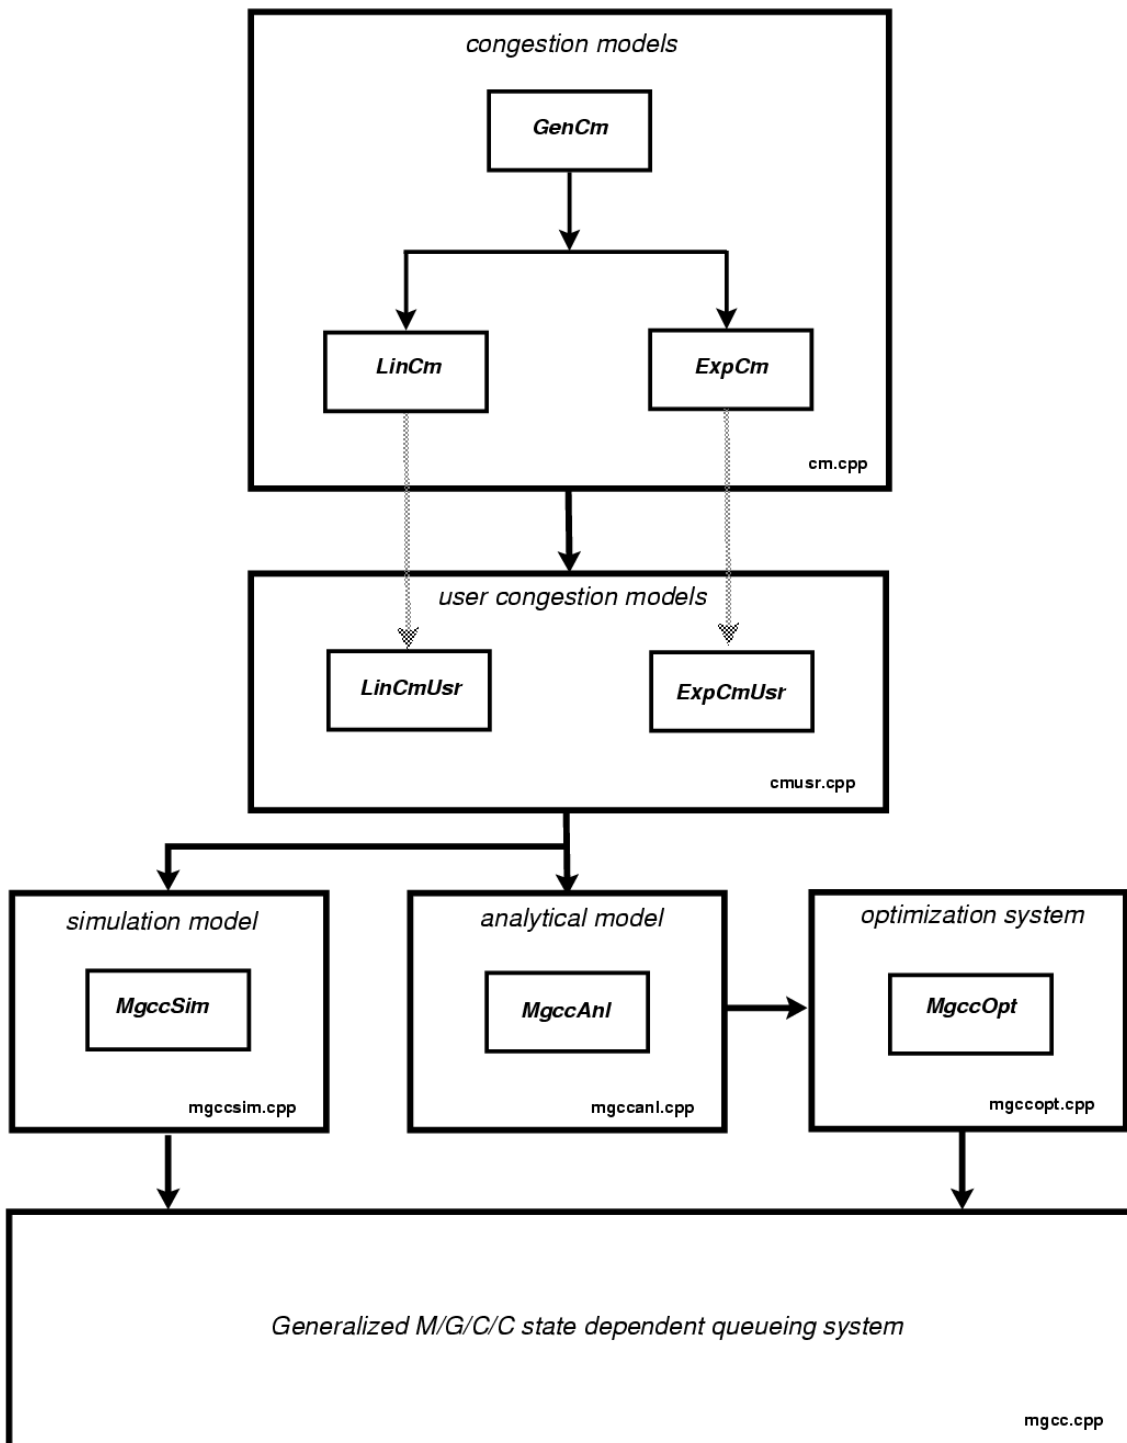 congestion models
GenCm
LinCm
ExpCm
cm.cpp
user congestion models
LinCmUsr
ExpCmUsr
cmusr.cpp
simulation model
analytical model
optimization system
MgccSim
MgccAnl
MgccOpt
mgccsim.cpp
mgccanl.cpp
mgccopt.cpp
Generalized M/G/C/C state dependent queueing system
mgcc.cpp